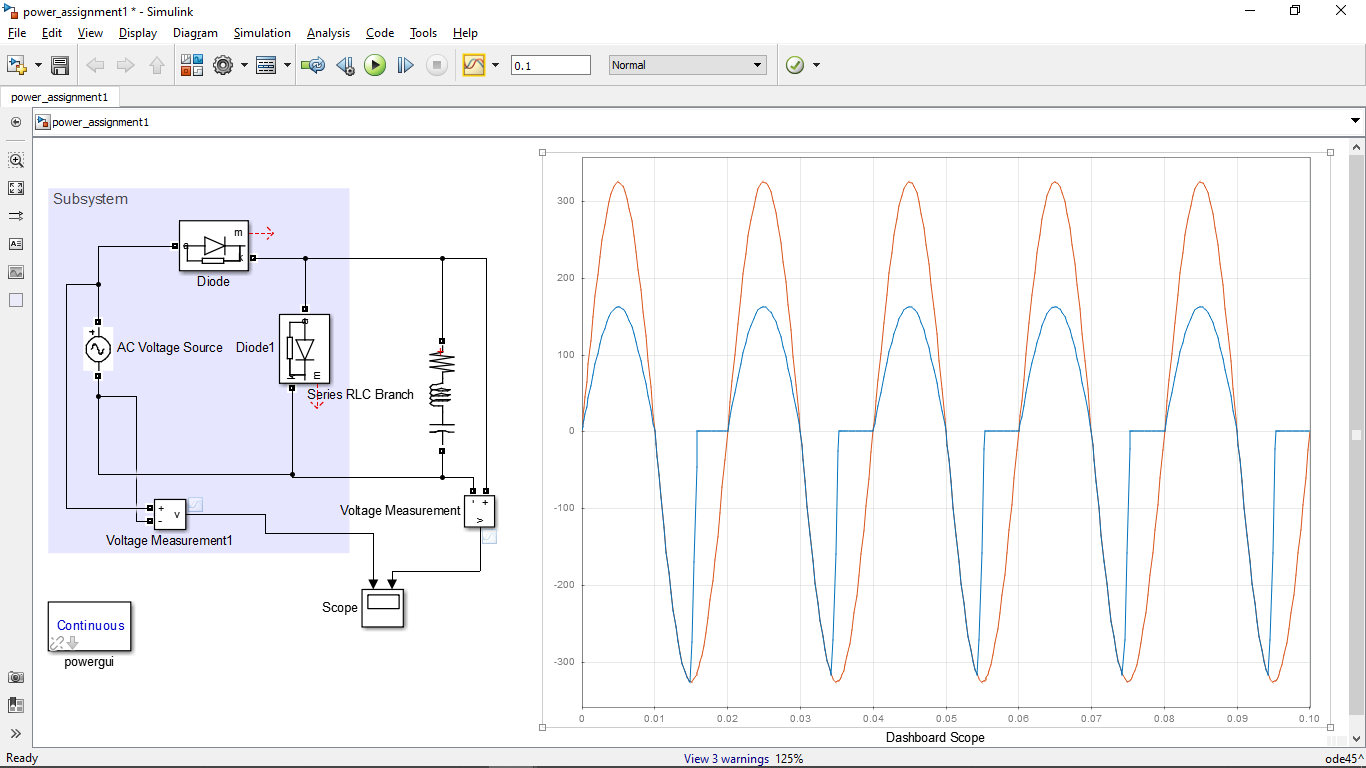 power_assignment1 * - Simulink
File Edit View Display Diagram Simulation Analysis Code Tools Help
0.1 Normal
power_assignment1
power_assignment1
Subsystem
m
Diode
+
AC Voltage Source
Diode1
m
Series RLC Branch
+
+
- v
Voltage Measurement1
Voltage Measurement
- +
v
Scope
Continuous
powergui
300
200
100
0
-100
-200
-300
0 0.01 0.02 0.03 0.04 0.05 0.06 0.07 0.08 0.09 0.10
Dashboard Scope
Ready View 3 warnings 125% ode45